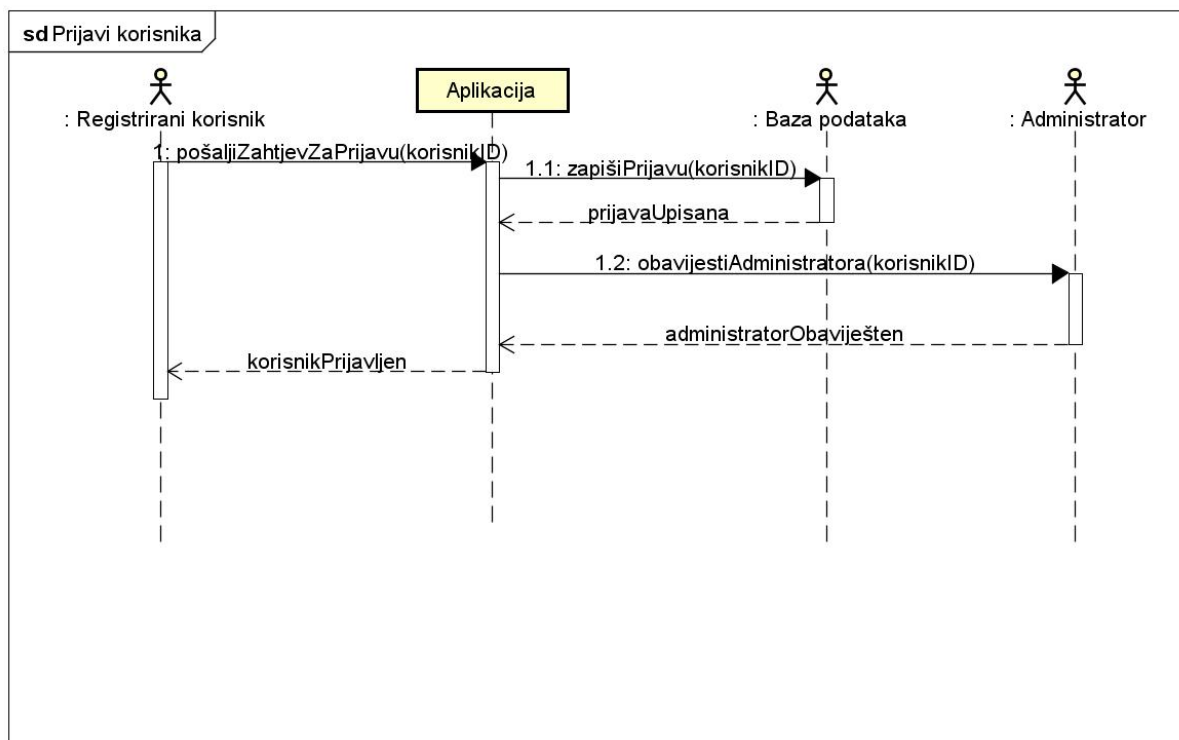 sd Prijavi korisnika
Aplikacija
: Registrirani korisnik
: Baza podataka
: Administrator
1: pošaljiZahtjevZaPrijavu(korisnikID)
1.1: zapišiPrijavu(korisnikID)
prijavaUpisana
1.2: obavijestiAdministratora(korisnikID)
administratorObaviješten
korisnikPrijavljen